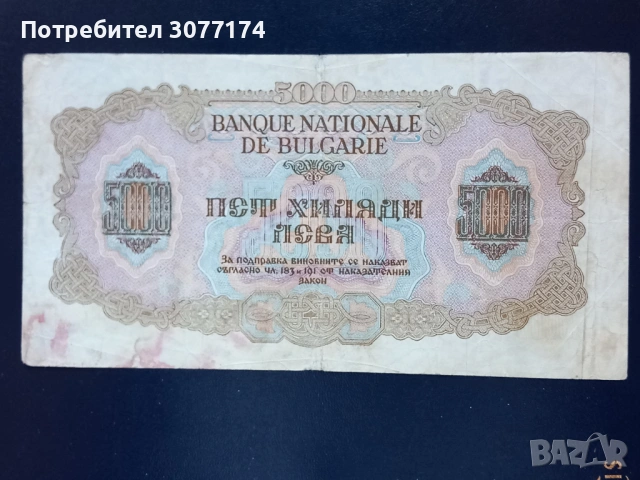 Потребител 3077174
5000
BANQUE NATIONALE
DE BULGARIE
5000
5000
ПЕТ ХИЛЯДИ
ЛЕВА
ЗА ПОДПРАВКА ВИНОВНИТЕ СЕ НАКАЗВАТ
СЪГЛАСНО ЧЛ. 183 И 191 ОТ НАКАЗАТЕЛНИЯ
ЗАКОН
BAZAR